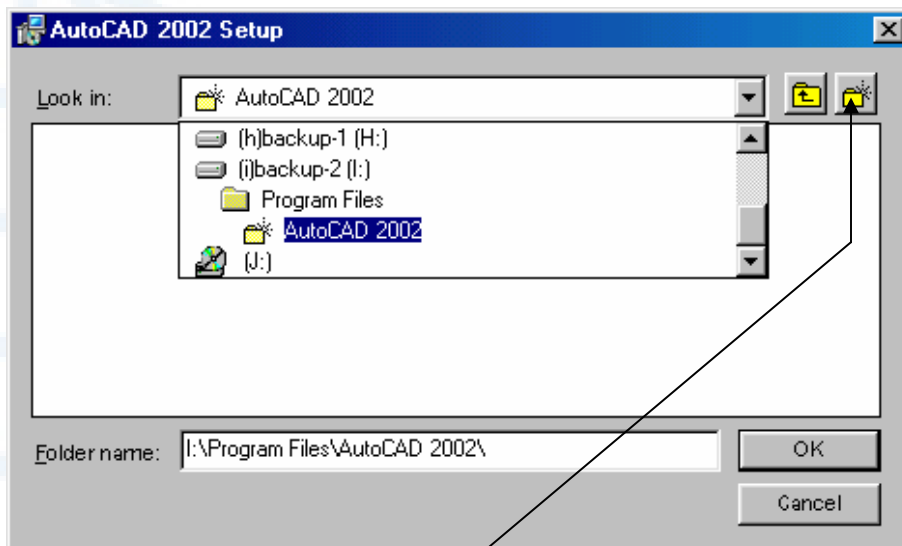 AutoCAD 2002 Setup
Look in: AutoCAD 2002
(h)backup-1 (H:)
(i)backup-2 (I:)
Program Files
AutoCAD 2002
(J:)
Folder name: I:\Program Files\AutoCAD 2002\ OK
Cancel